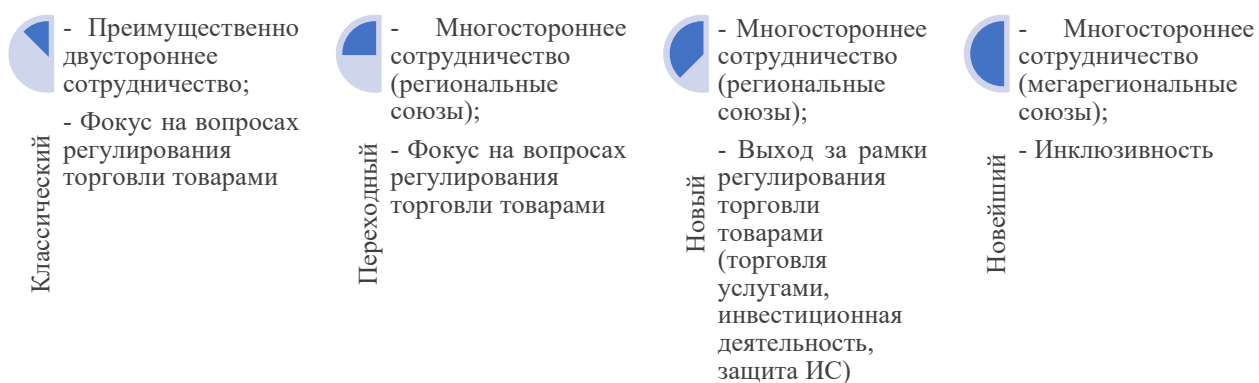 - Преимущественно
двустороннее
сотрудничество;
- Фокус на вопросах
регулирования
торговли товарами
Классический
- Многостороннее
сотрудничество
(региональные
союзы);
- Фокус на вопросах
регулирования
торговли товарами
Переходный
- Многостороннее
сотрудничество
(региональные
союзы);
- Выход за рамки
регулирования
торговли
товарами
(торговля
услугами,
инвестиционная
деятельность,
защита ИС)
Новый
- Многостороннее
сотрудничество
(мегарегиональные
союзы);
- Инклюзивность
Новейший